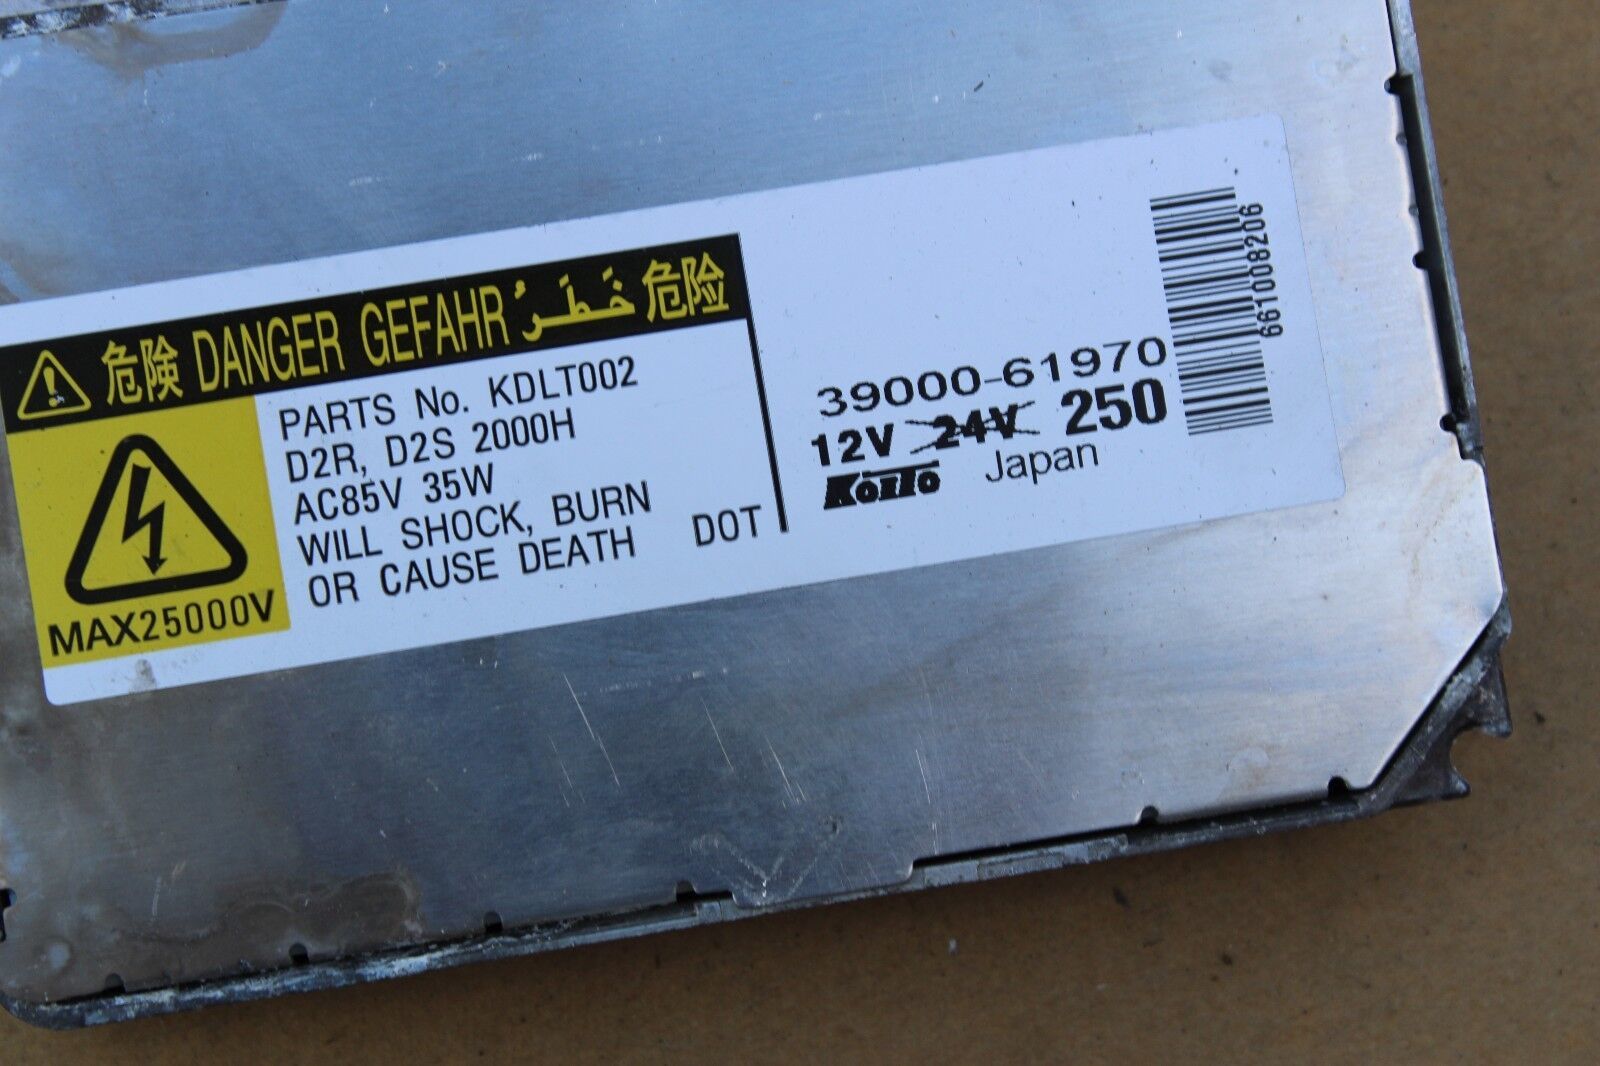 危険 DANGER GEFAHR خَطَرُ 危险
PARTS No. KDLT002
D2R, D2S 2000H
AC85V 35W
WILL SHOCK, BURN
OR CAUSE DEATH DOT
MAX25000V
39000-61970
12V 24V 250
KOITO Japan
6610008206